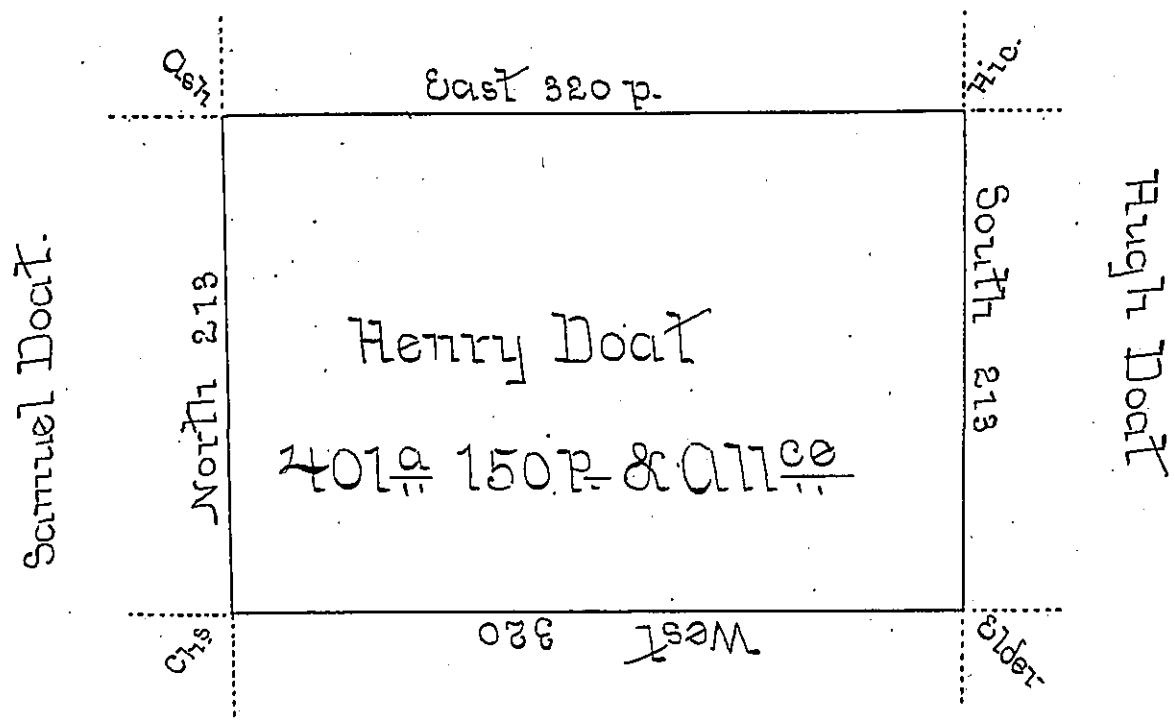 Ash
East 320 p.
Hic.
Samuel Doat.
North 213
South 213
Hugh Doat
Henry Doat
401a 150p. & Allce
Chs
West 320
Elder